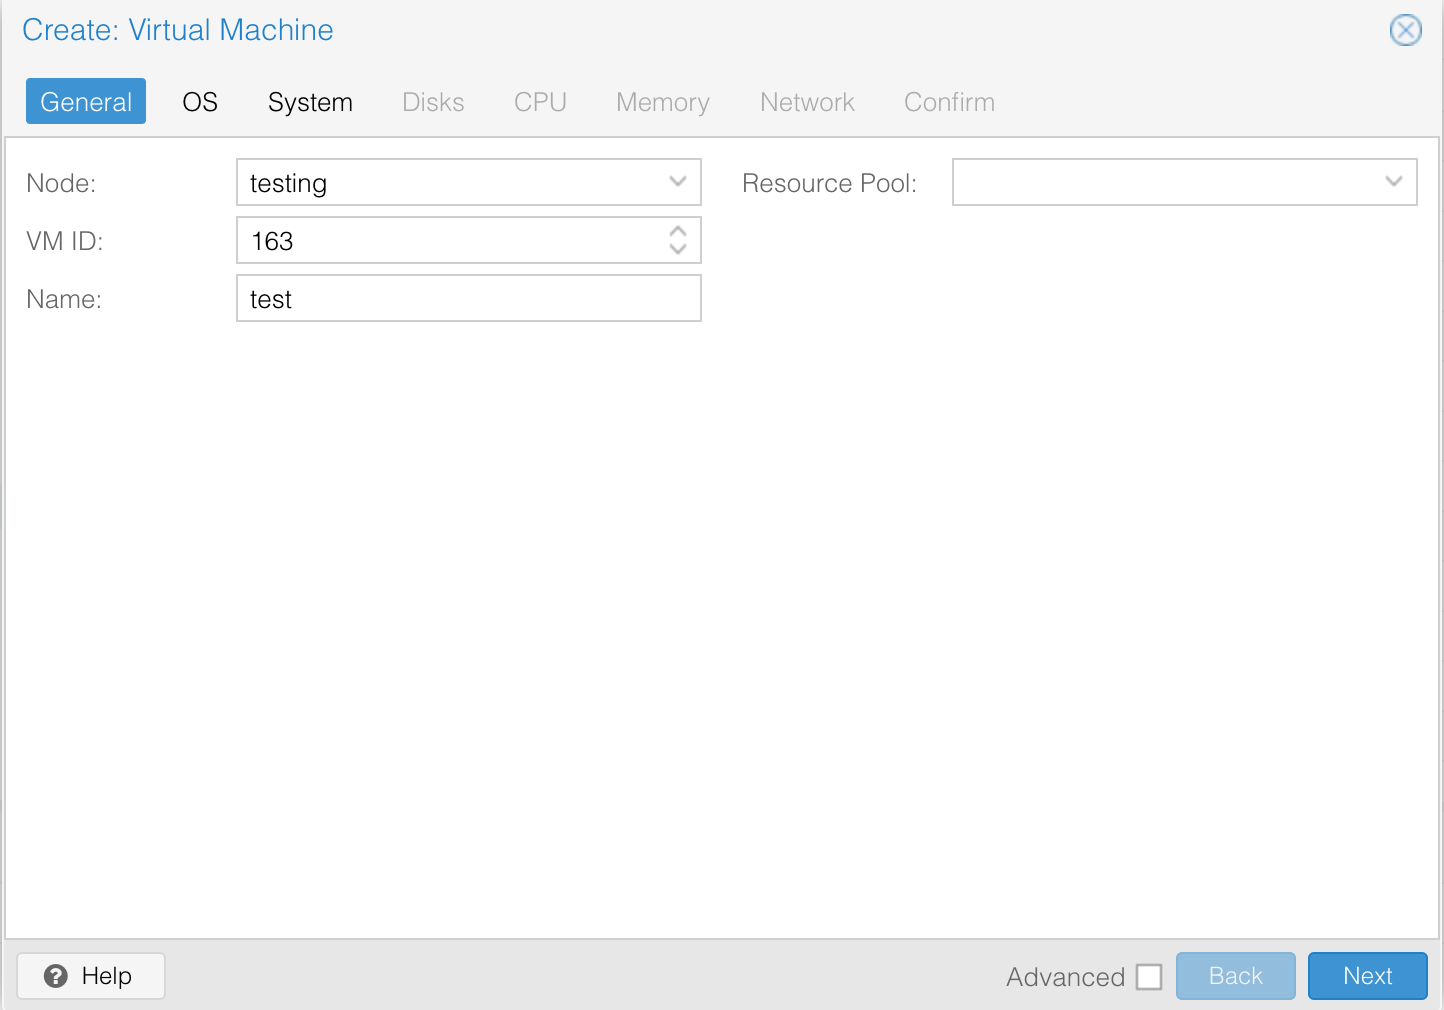 Create: Virtual Machine
General OS System Disks CPU Memory Network Confirm
Node: testing Resource Pool:
VM ID: 163
Name: test
Help Advanced Back Next